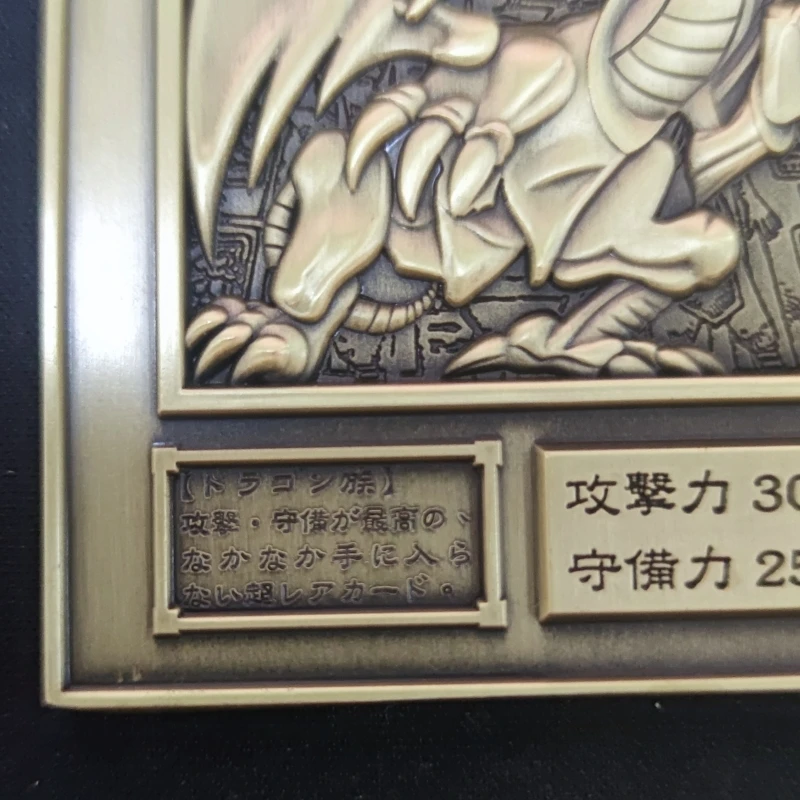 【ドラゴン族】
攻撃・守備が最高の、
なかなか手に入ら
ない超レアカード。
攻撃力 30
守備力 25